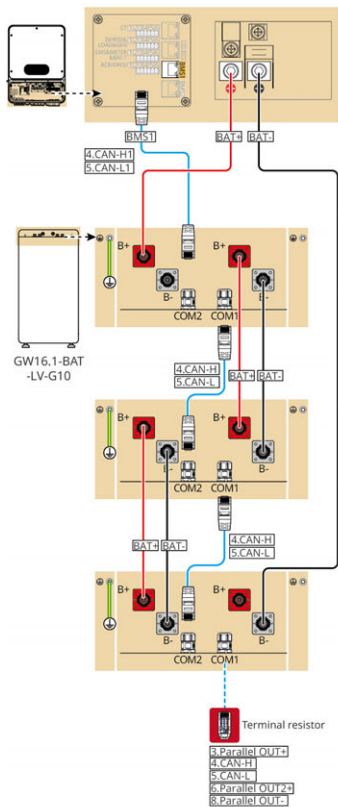 BMS1
BMS1
BAT+
BAT-
4.CAN-H1
5.CAN-L1
B+
B+
B-
B-
COM2
COM1
GW16.1-BAT
-LV-G10
4.CAN-H
5.CAN-L
BAT+
BAT-
B+
B+
B-
B-
COM2
COM1
BAT+
BAT-
4.CAN-H
5.CAN-L
B+
B+
B-
B-
COM2
COM1
Terminal resistor
3.Parallel OUT+
4.CAN-H
5.CAN-L
6.Parallel OUT2+
8.Parallel OUT-